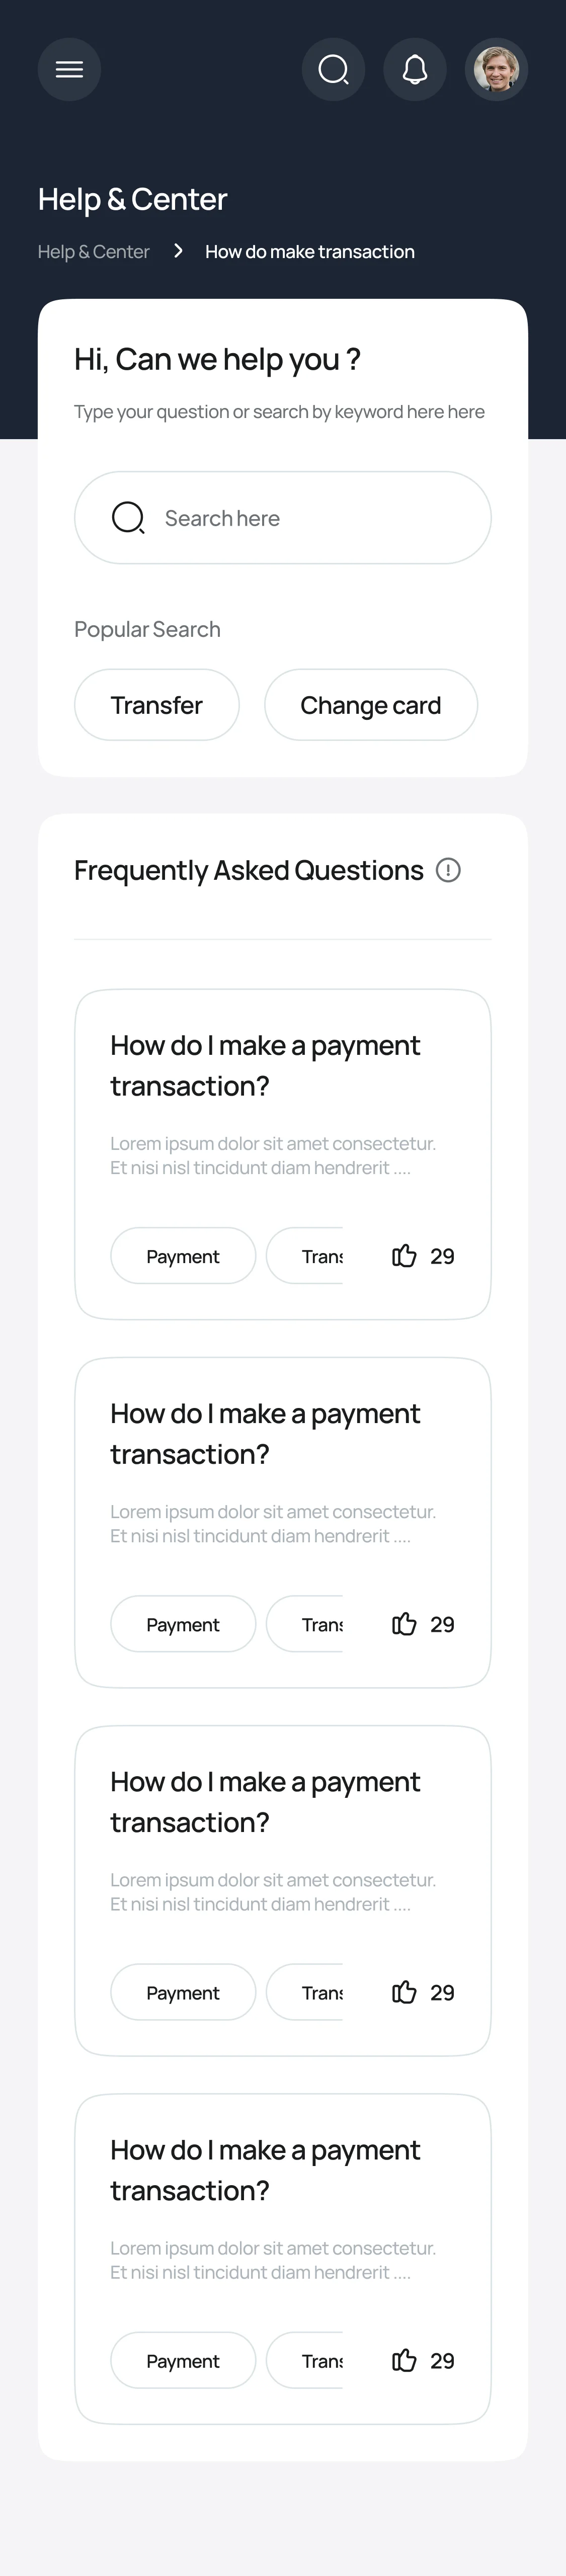 Help & Center
Help & Center > How do make transaction
Hi, Can we help you ?
Type your question or search by keyword here here
Search here
Popular Search
Transfer Change card
Frequently Asked Questions
How do I make a payment
transaction?
Lorem ipsum dolor sit amet consectetur.
Et nisi nisl tincidunt diam hendrerit ....
Payment Trans 29
How do I make a payment
transaction?
Lorem ipsum dolor sit amet consectetur.
Et nisi nisl tincidunt diam hendrerit ....
Payment Trans 29
How do I make a payment
transaction?
Lorem ipsum dolor sit amet consectetur.
Et nisi nisl tincidunt diam hendrerit ....
Payment Trans 29
How do I make a payment
transaction?
Lorem ipsum dolor sit amet consectetur.
Et nisi nisl tincidunt diam hendrerit ....
Payment Trans 29